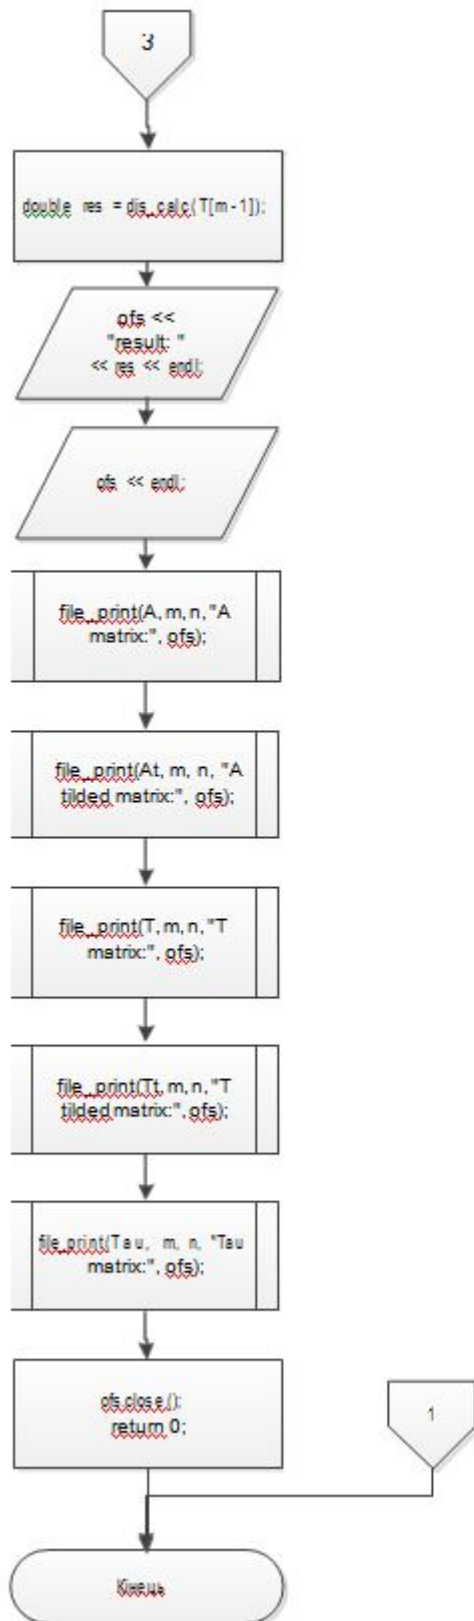 3
double res = dis_calc(T[m-1]);
ofs <<
"result: "
<< res << endl;
ofs << endl;
file_print(A, m, n, "A
matrix:", ofs);
file_print(At, m, n, "A
tilded matrix:", ofs);
file_print(T, m, n, "T
matrix:", ofs);
file_print(Tt, m, n, "T
tilded matrix:", ofs);
file_print(Tau, m, n, "Tau
matrix:", ofs);
ofs.close();
return 0;
1
Кінець